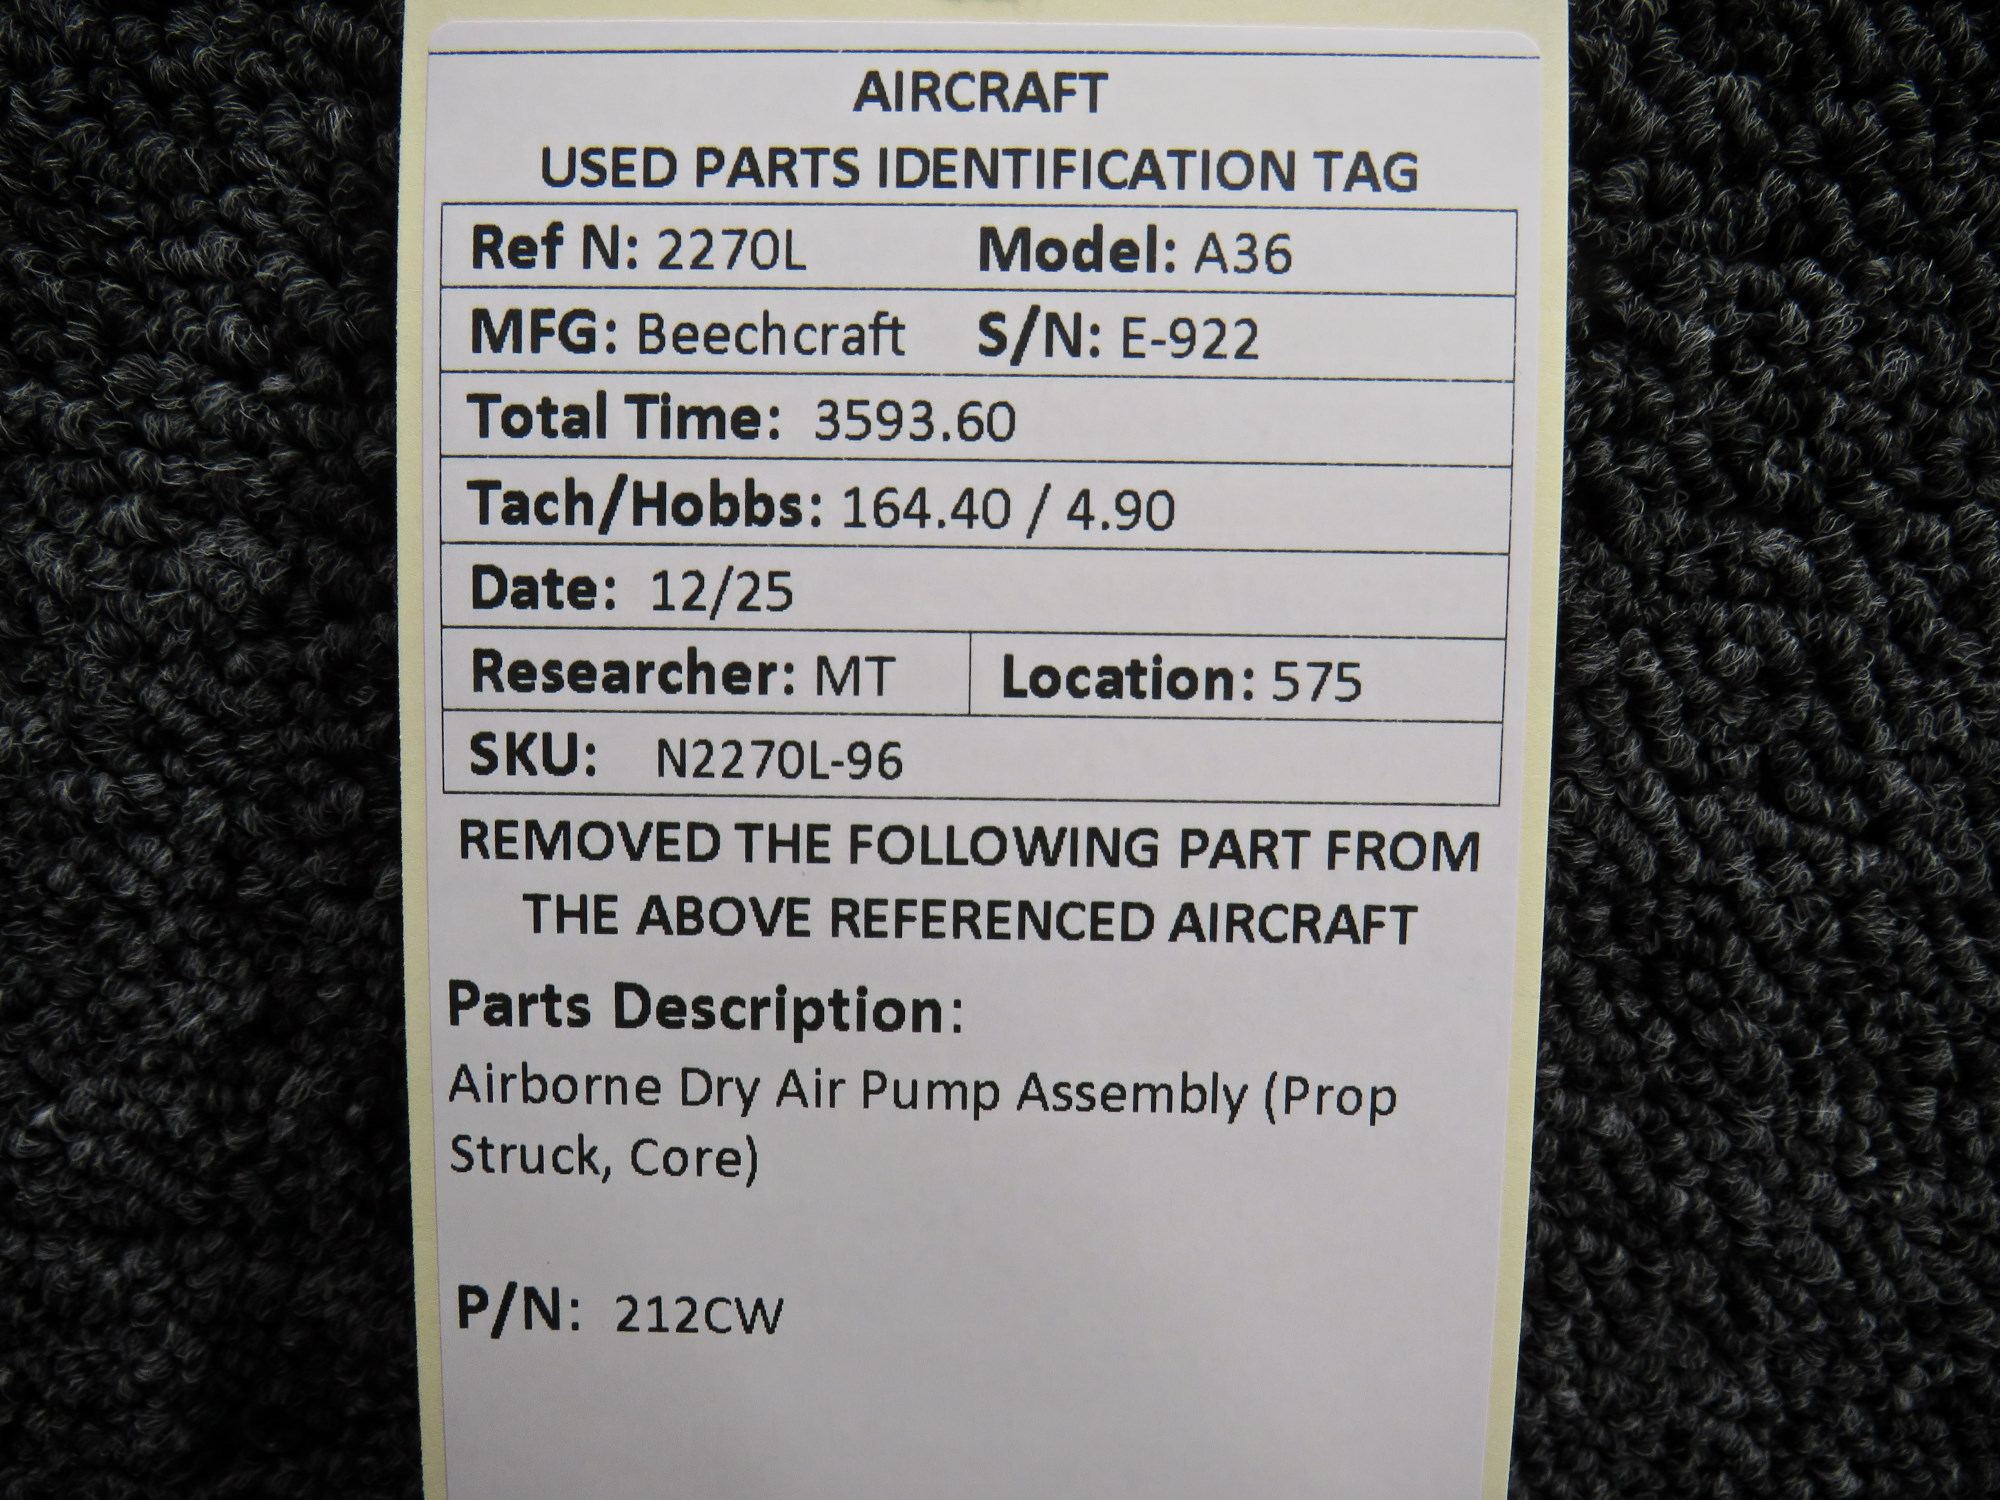 AIRCRAFT
USED PARTS IDENTIFICATION TAG
Ref N: 2270L Model: A36
MFG: Beechcraft S/N: E-922
Total Time: 3593.60
Tach/Hobbs: 164.40 / 4.90
Date: 12/25
Researcher: MT Location: 575
SKU: N2270L-96
REMOVED THE FOLLOWING PART FROM
THE ABOVE REFERENCED AIRCRAFT
Parts Description:
Airborne Dry Air Pump Assembly (Prop
Struck, Core)
P/N: 212CW